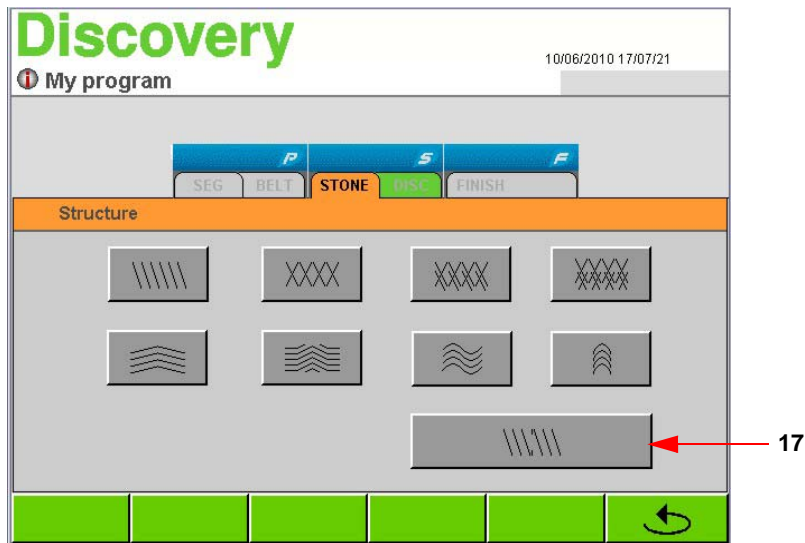 Discovery
10/06/2010 17/07/21
My program
P S F
SEG BELT STONE DISC FINISH
Structure
17